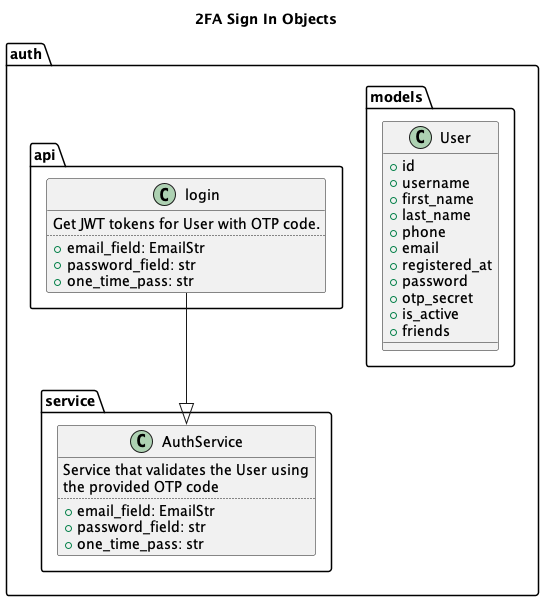 2FA Sign In Objects
auth
models
C User
id
username
first_name
last_name
phone
email
registered_at
password
otp_secret
is_active
friends
api
C login
Get JWT tokens for User with OTP code.
email_field: EmailStr
password_field: str
one_time_pass: str
service
C AuthService
Service that validates the User using
the provided OTP code
email_field: EmailStr
password_field: str
one_time_pass: str